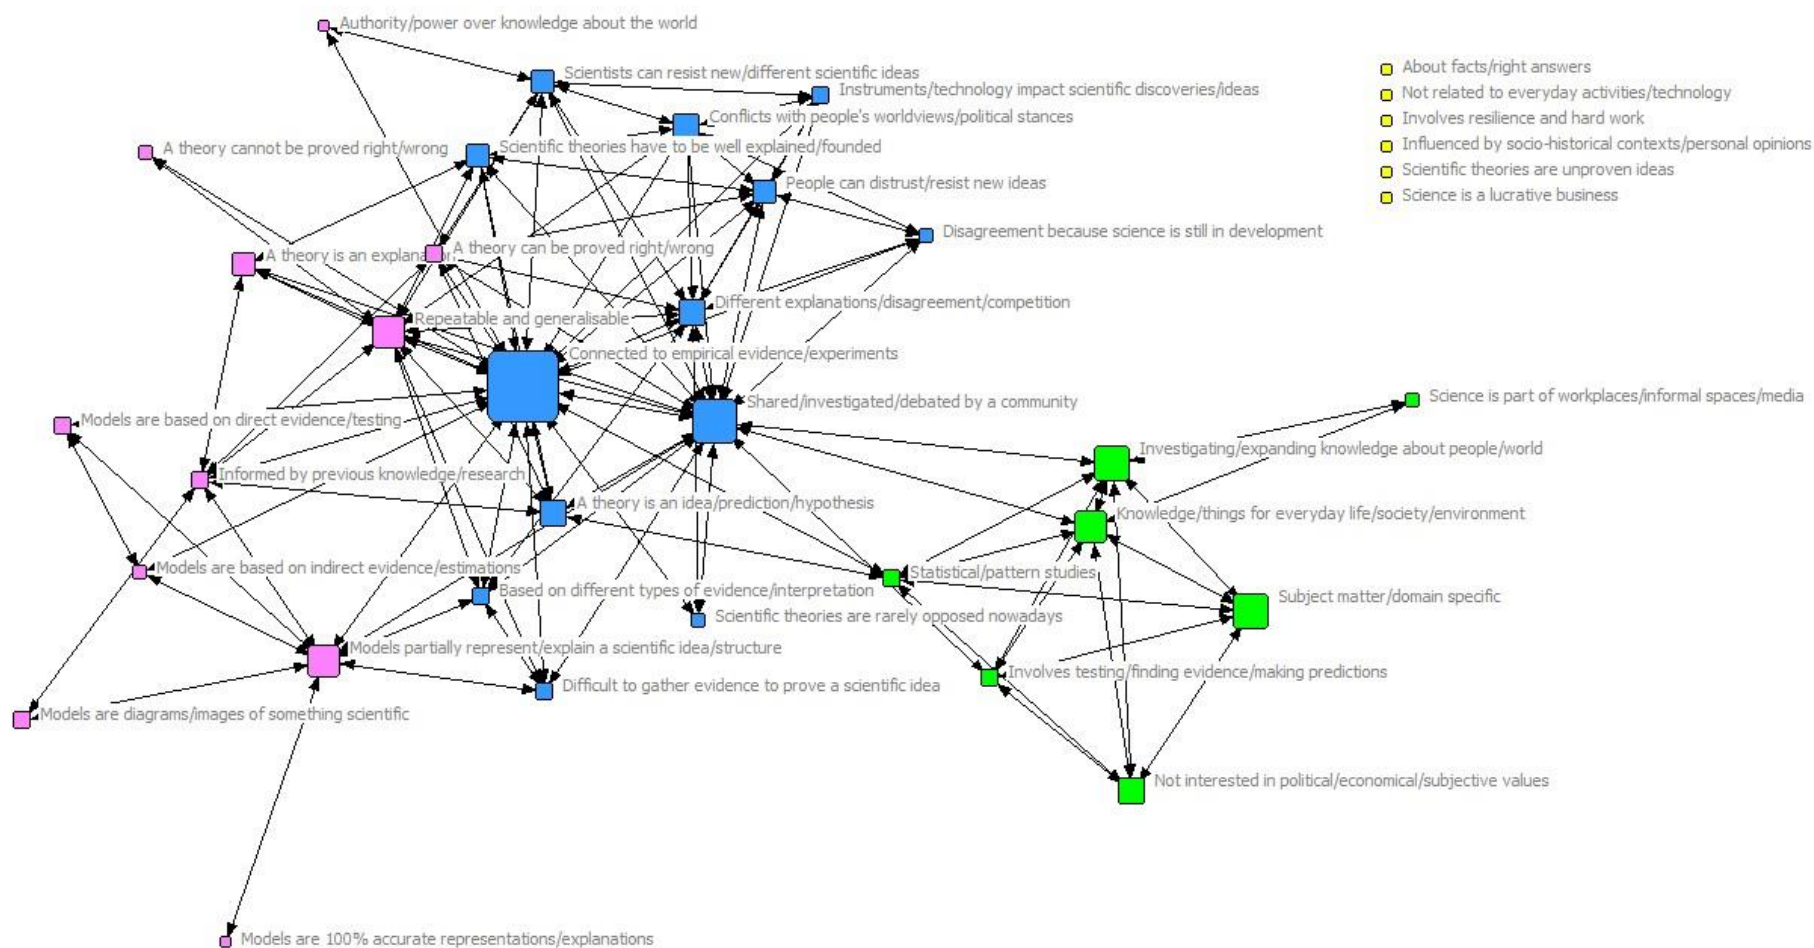 Authority/power over knowledge about the world
Scientists can resist new/different scientific ideas
Instruments/technology impact scientific discoveries/ideas
Conflicts with people's worldviews/political stances
A theory cannot be proved right/wrong
Scientific theories have to be well explained/founded
People can distrust/resist new ideas
Disagreement because science is still in development
A theory can be proved right/wrong
A theory is an
Different explanations/disagreement/competition
Repeatable and generalisable
Connected to empirical evidence/experiments
Shared/investigated/debated by a community
Models are based on direct evidence/testing
Informed by previous knowledge/research
A theory is an idea/prediction/hypothesis
Models are based on indirect evidence/estimations
Based on different types of evidence/interpretation
Scientific theories are rarely opposed nowadays
Models partially represent/explain a scientific idea/structure
Difficult to gather evidence to prove a scientific idea
Models are diagrams/images of something scientific
Models are 100% accurate representations/explanations
Science is part of workplaces/informal spaces/media
Investigating/expanding knowledge about people/world
Knowledge/things for everyday life/society/environment
Statistical/pattern studies
Subject matter/domain specific
Involves testing/finding evidence/making predictions
Not interested in political/economical/subjective values
About facts/right answers
Not related to everyday activities/technology
Involves resilience and hard work
Influenced by socio-historical contexts/personal opinions
Scientific theories are unproven ideas
Science is a lucrative business